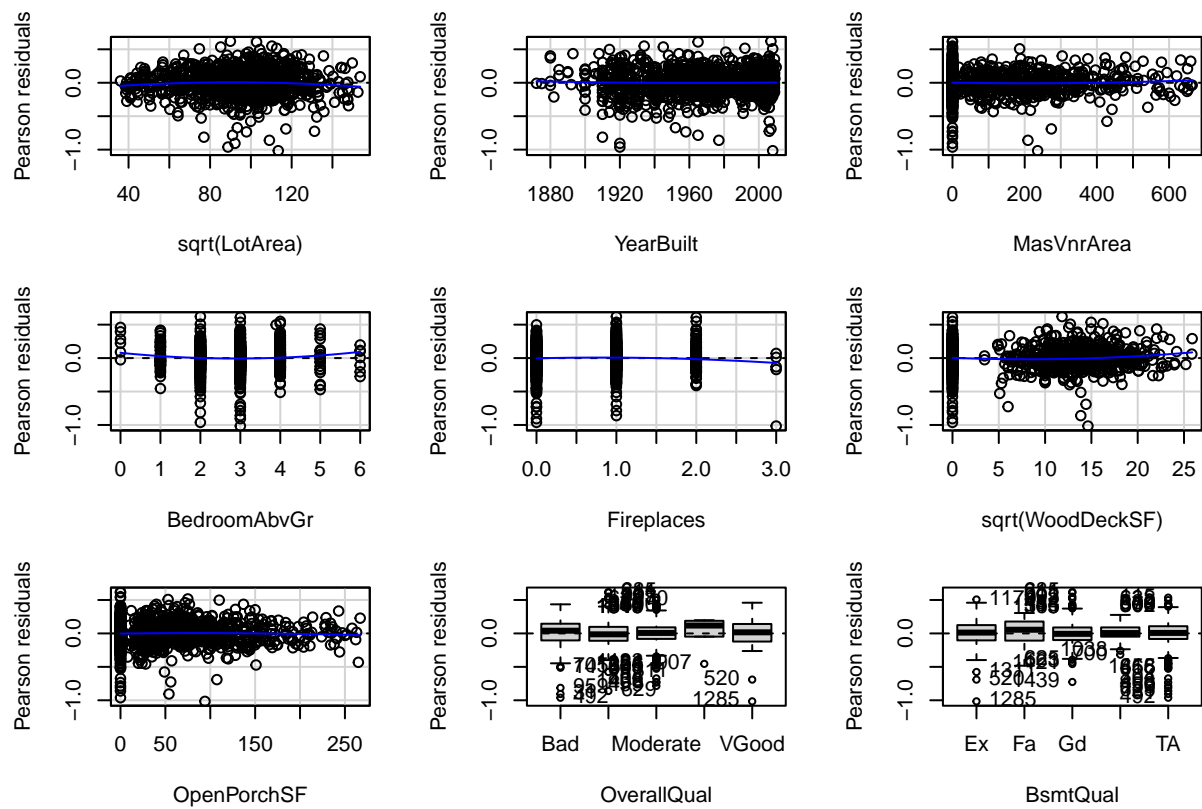 Pearson residuals
0.0
−1.0
40 80 120
sqrt(LotArea)
Pearson residuals
0.0
−1.0
1880 1920 1960 2000
YearBuilt
Pearson residuals
0.0
−1.0
0 200 400 600
MasVnrArea
Pearson residuals
0.0
−1.0
0 1 2 3 4 5 6
BedroomAbvGr
Pearson residuals
0.0
−1.0
0.0 1.0 2.0 3.0
Fireplaces
Pearson residuals
0.0
−1.0
0 5 10 15 20 25
sqrt(WoodDeckSF)
Pearson residuals
0.0
−1.0
0 50 150 250
OpenPorchSF
Pearson residuals
0.0
−1.0
520
1285
Bad Moderate VGood
OverallQual
Pearson residuals
0.0
−1.0
1285
Ex Fa Gd TA
BsmtQual